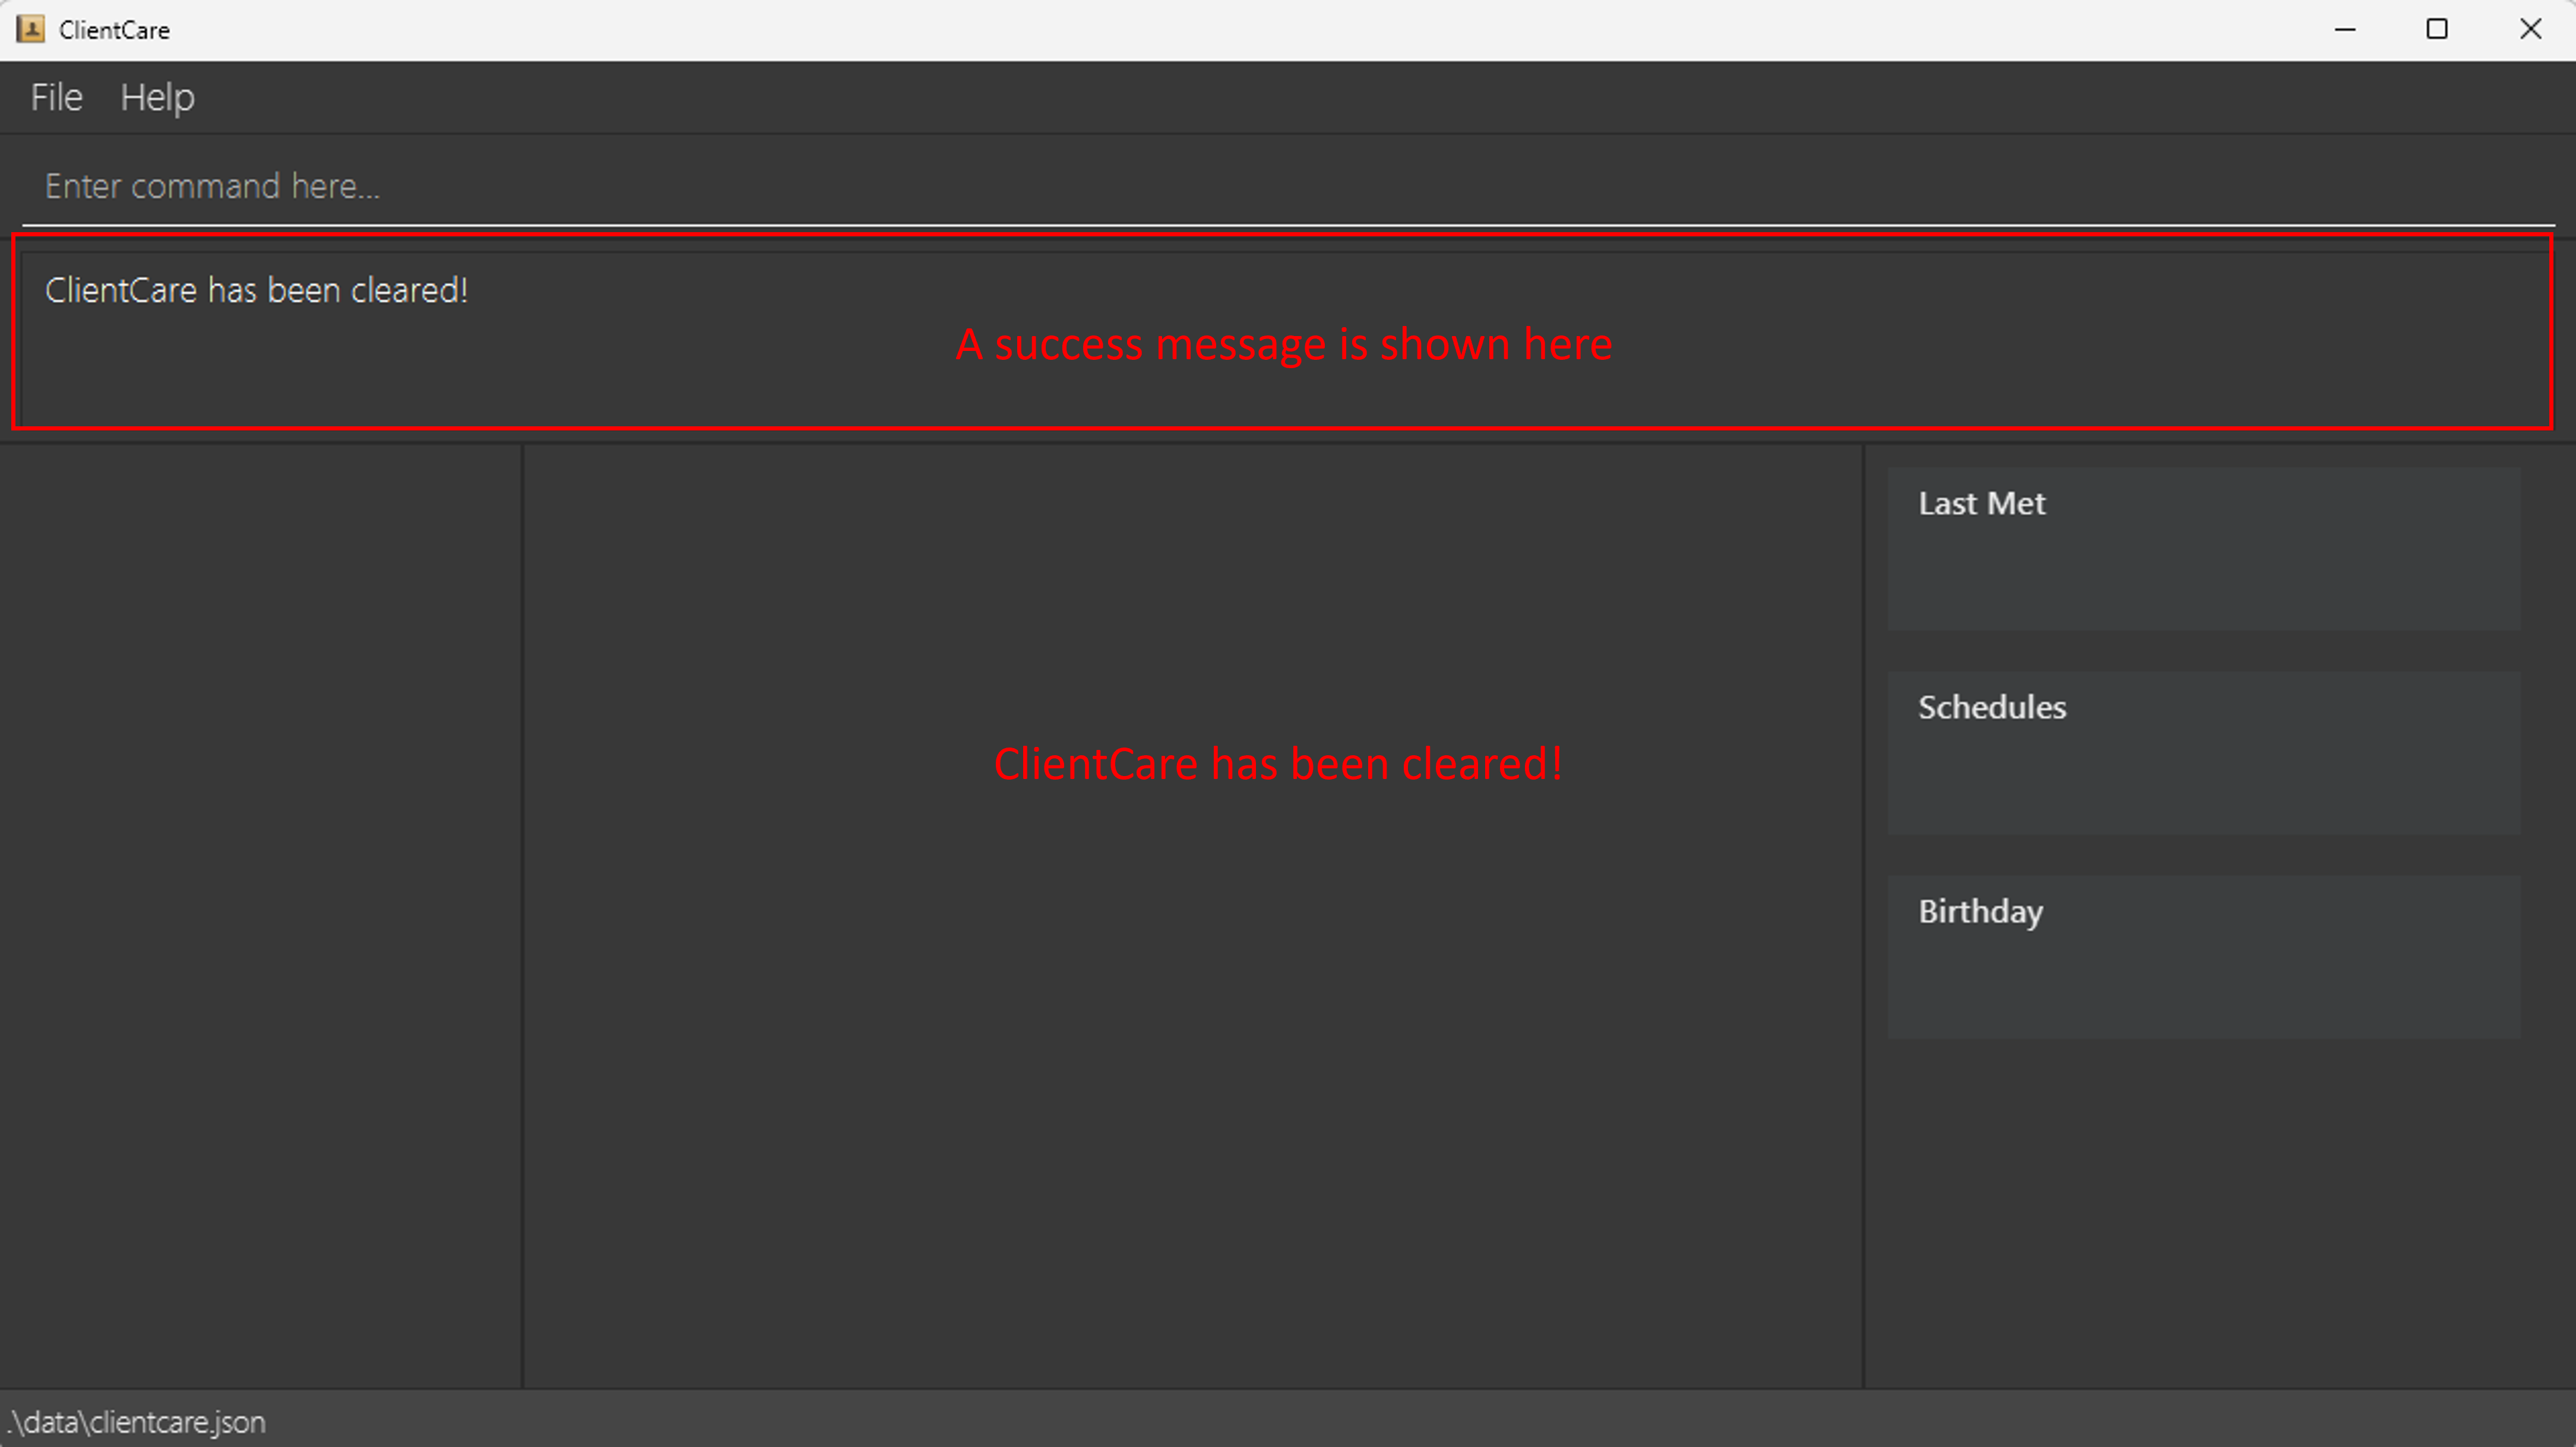 ClientCare
File Help
Enter command here...
ClientCare has been cleared!
A success message is shown here
ClientCare has been cleared!
Last Met
Schedules
Birthday
.\data\clientcare.json